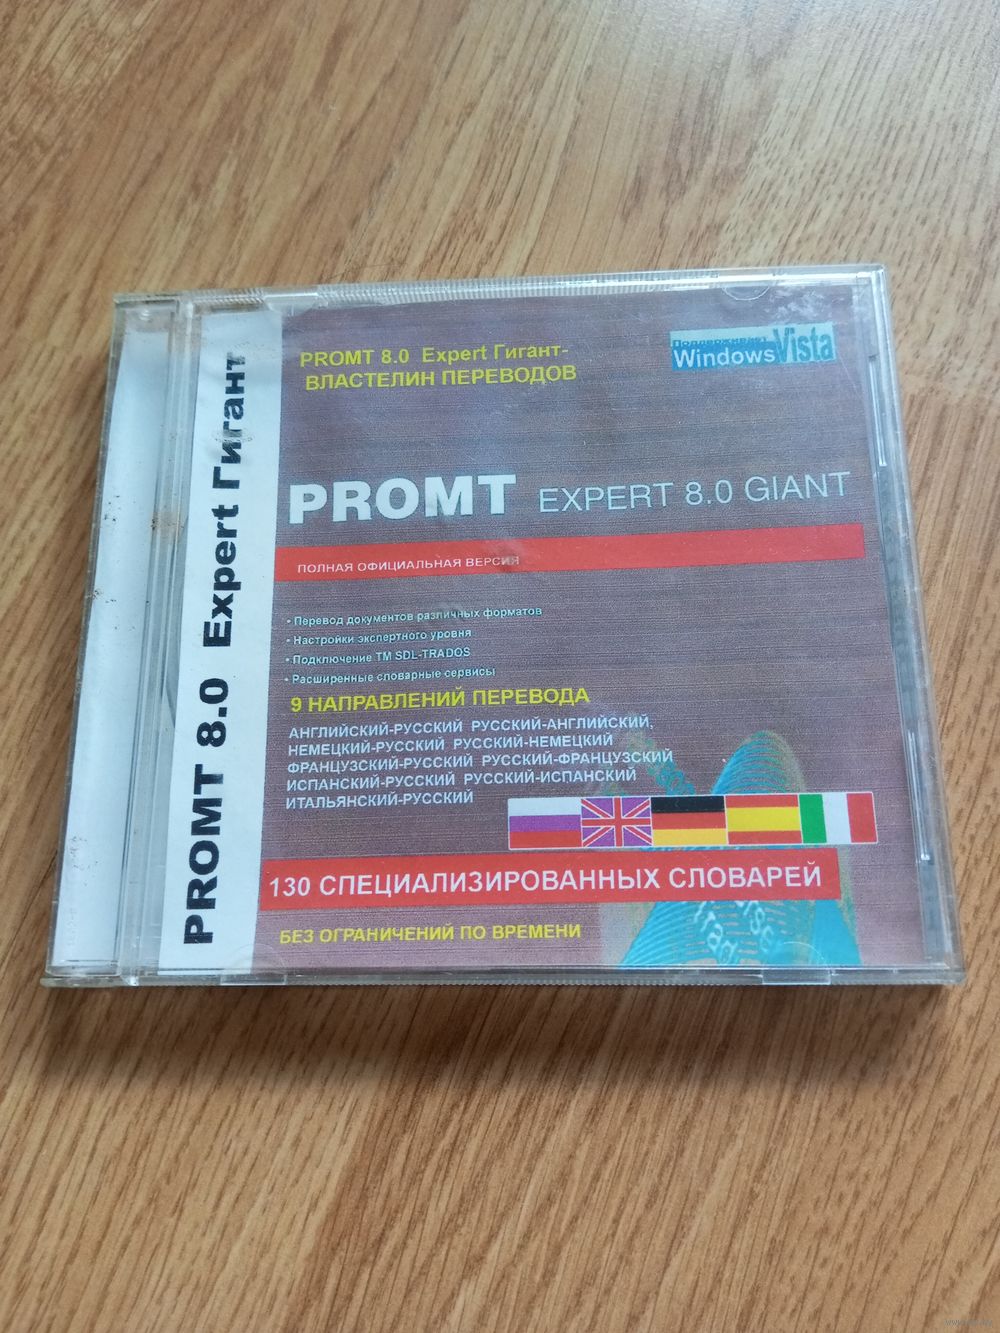 PROMT 8.0 Expert Гигант
PROMT 8.0 Expert Гигант-
ВЛАСТЕЛИН ПЕРЕВОДОВ
Поддерживает
Windows Vista
PROMT EXPERT 8.0 GIANT
ПОЛНАЯ ОФИЦИАЛЬНАЯ ВЕРСИЯ
• Перевод документов различных форматов
• Настройки экспертного уровня
• Подключение TM SDL-TRADOS
• Расширенные словарные сервисы
9 НАПРАВЛЕНИЙ ПЕРЕВОДА
АНГЛИЙСКИЙ-РУССКИЙ РУССКИЙ-АНГЛИЙСКИЙ,
НЕМЕЦКИЙ-РУССКИЙ РУССКИЙ-НЕМЕЦКИЙ
ФРАНЦУЗСКИЙ-РУССКИЙ РУССКИЙ-ФРАНЦУЗСКИЙ
ИСПАНСКИЙ-РУССКИЙ РУССКИЙ-ИСПАНСКИЙ
ИТАЛЬЯНСКИЙ-РУССКИЙ
130 СПЕЦИАЛИЗИРОВАННЫХ СЛОВАРЕЙ
БЕЗ ОГРАНИЧЕНИЙ ПО ВРЕМЕНИ